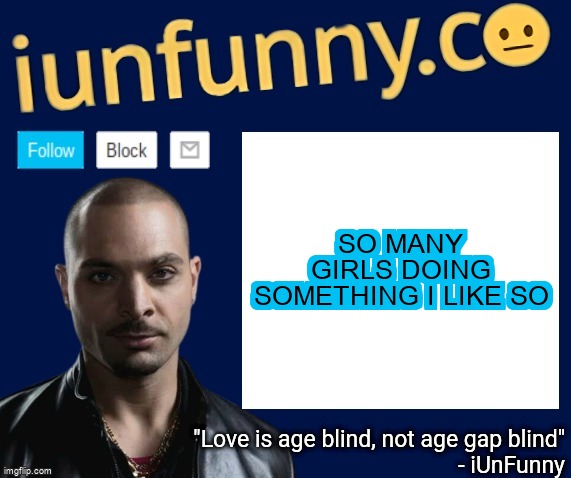 iunfunny.c😐
Follow Block
SO MANY
GIRLS DOING
SOMETHING I LIKE SO
"Love is age blind, not age gap blind"
- iUnFunny
imgflip.com